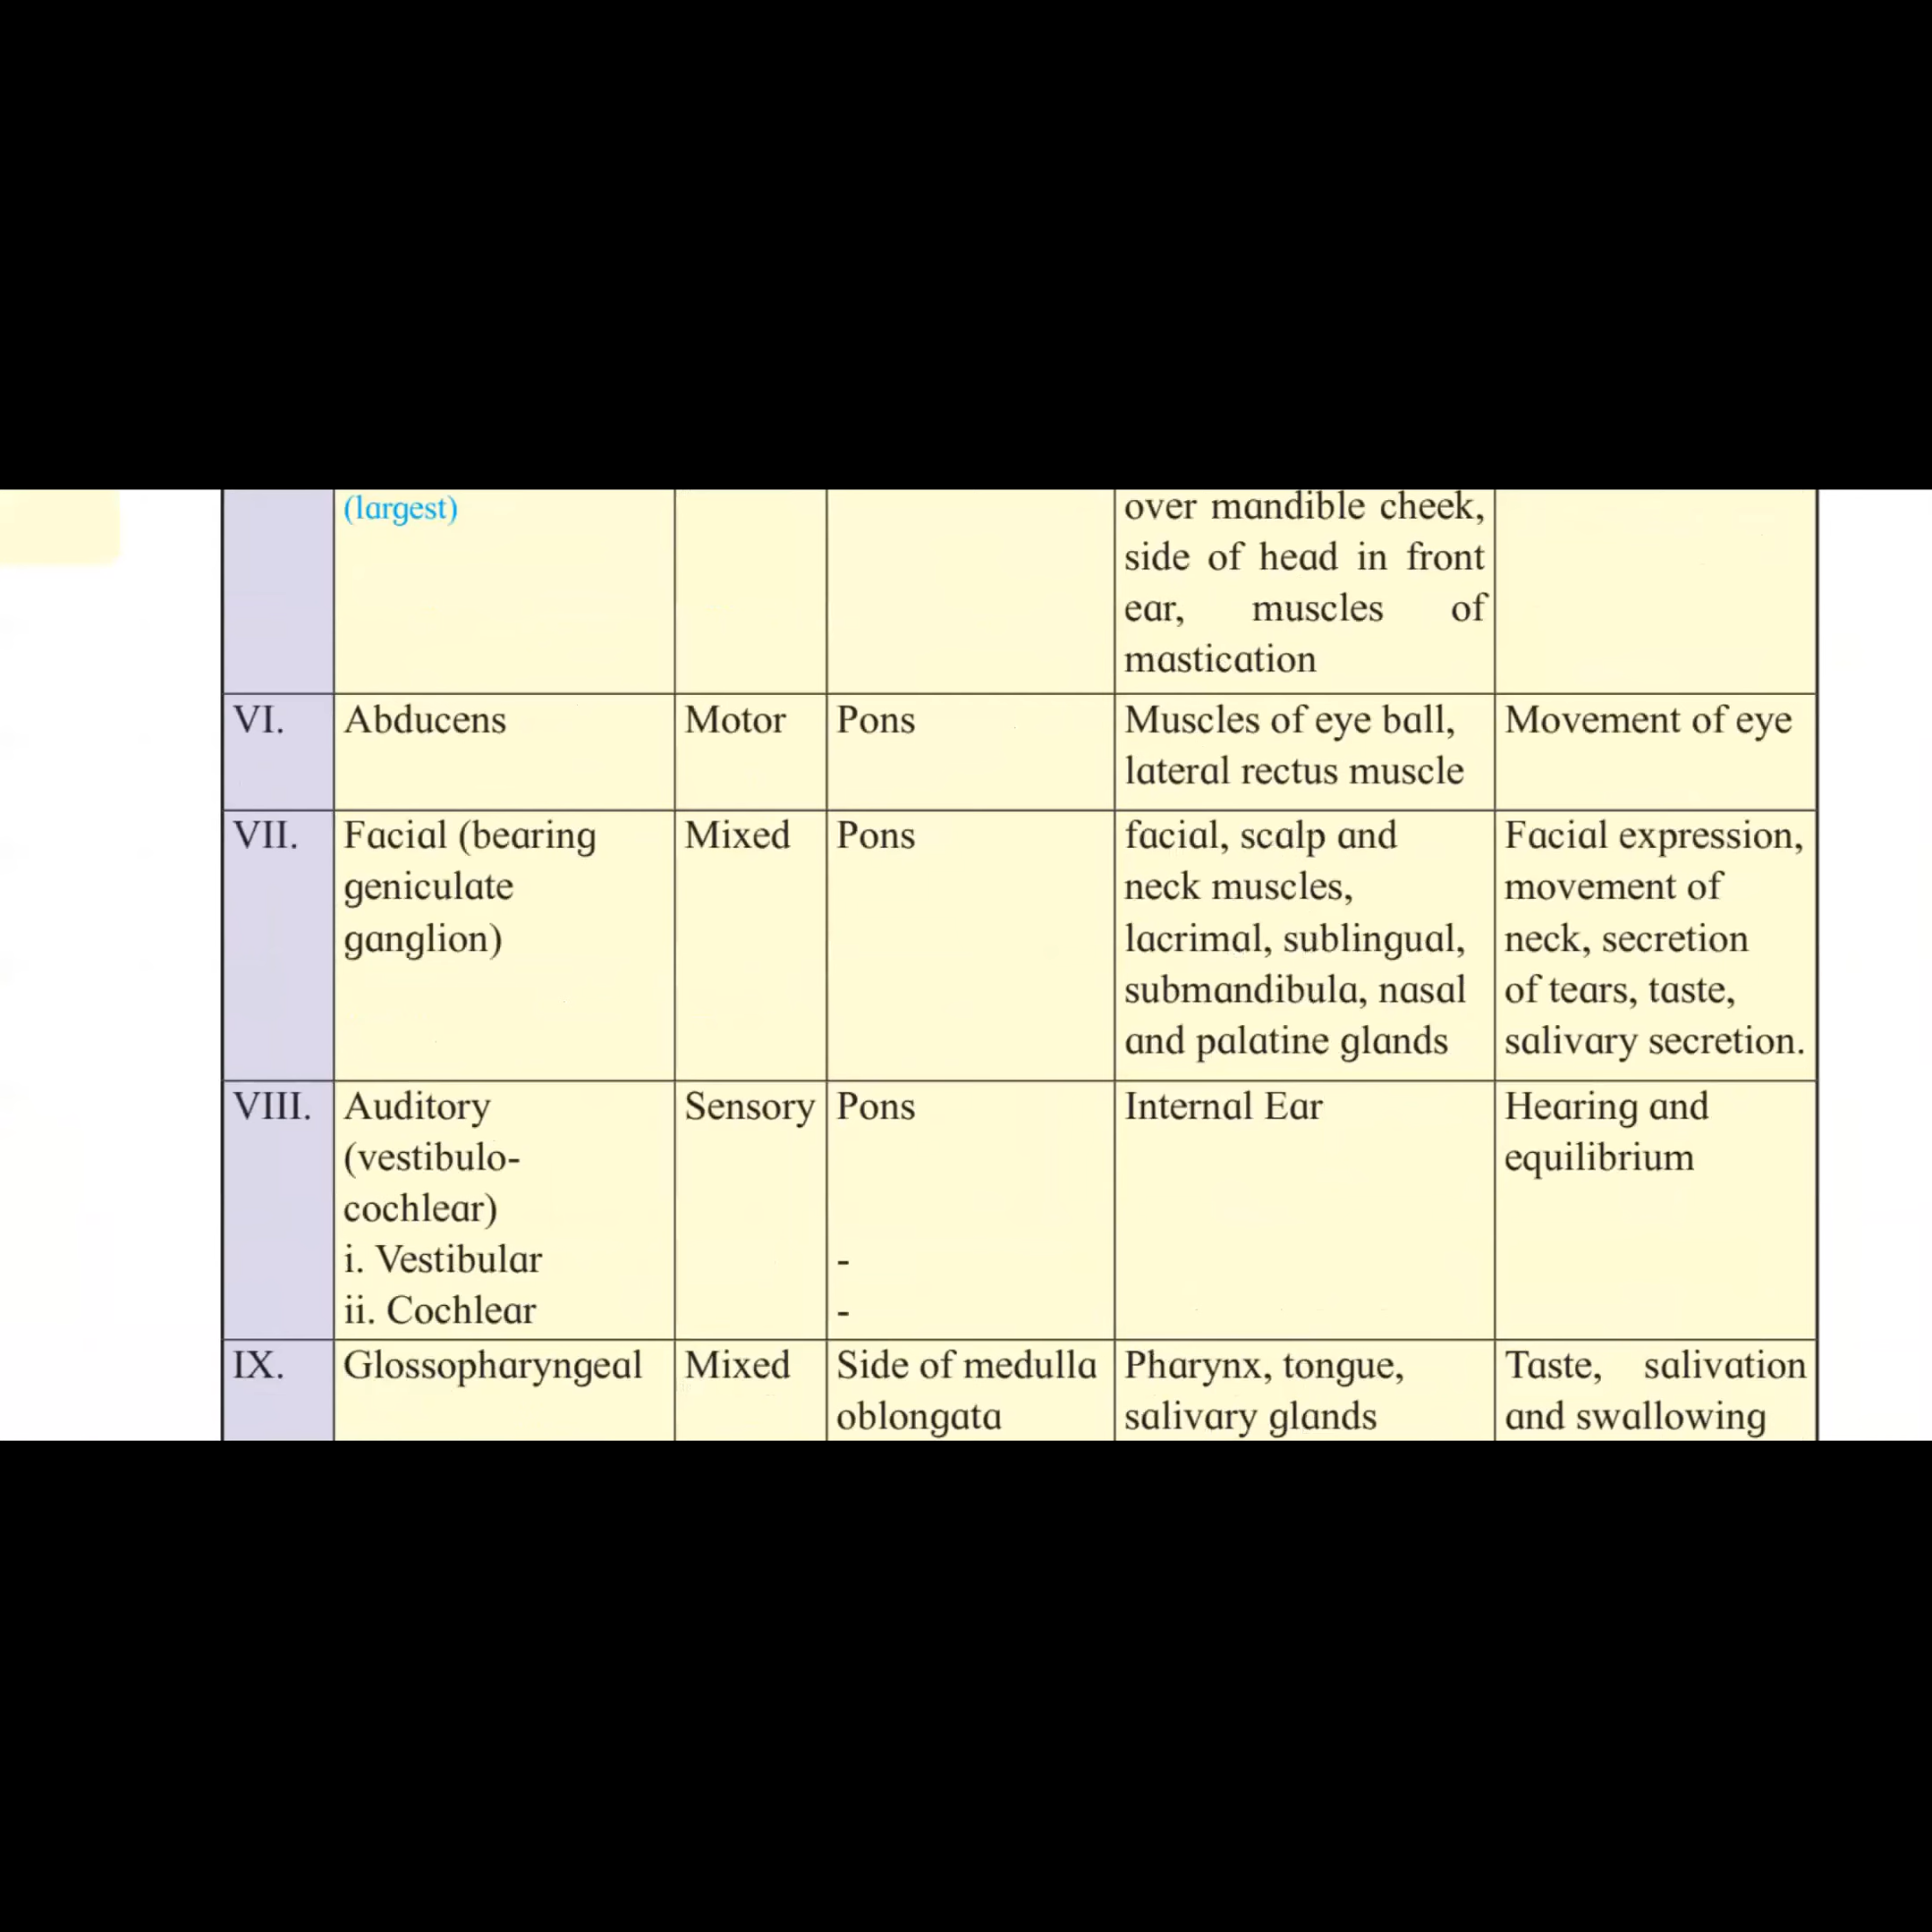 (largest)
over mandible cheek,
side of head in front
ear, muscles of
mastication
VI.
Abducens
Motor
Pons
Muscles of eye ball,
lateral rectus muscle
Movement of eye
VII.
Facial (bearing
geniculate
ganglion)
Mixed
Pons
facial, scalp and
neck muscles,
lacrimal, sublingual,
submandibula, nasal
and palatine glands
Facial expression,
movement of
neck, secretion
of tears, taste,
salivary secretion.
VIII.
Auditory
(vestibulo-
cochlear)
i. Vestibular
ii. Cochlear
Sensory
Pons
-
-
Internal Ear
Hearing and
equilibrium
IX.
Glossopharyngeal
Mixed
Side of medulla
oblongata
Pharynx, tongue,
salivary glands
Taste, salivation
and swallowing